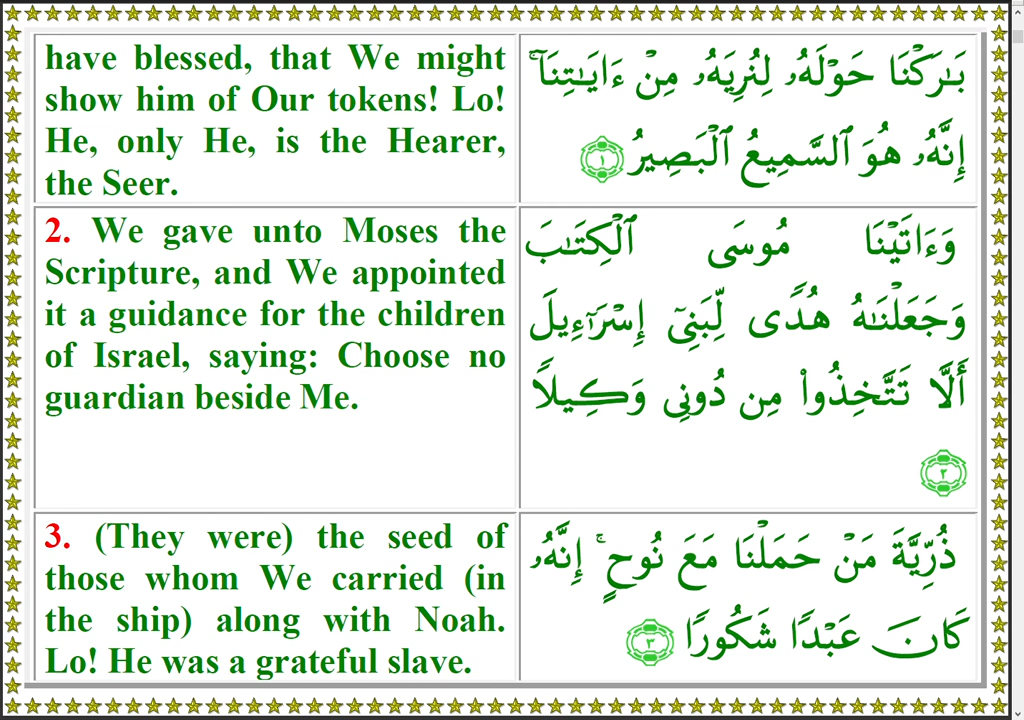 have blessed, that We might
show him of Our tokens! Lo!
He, only He, is the Hearer,
the Seer.
بَـٰرَكْنَا حَوْلَهُۥ لِنُرِيَهُۥ مِنْ ءَايَـٰتِنَآ ۚ
إِنَّهُۥ هُوَ ٱلسَّمِيعُ ٱلْبَصِيرُ ١
2. We gave unto Moses the
Scripture, and We appointed
it a guidance for the children
of Israel, saying: Choose no
guardian beside Me.
وَءَاتَيْنَا مُوسَى ٱلْكِتَـٰبَ
وَجَعَلْنَـٰهُ هُدًى لِّبَنِىٓ إِسْرَٰٓءِيلَ
أَلَّا تَتَّخِذُوا۟ مِن دُونِى وَكِيلًا
٢
3. (They were) the seed of
those whom We carried (in
the ship) along with Noah.
Lo! He was a grateful slave.
ذُرِّيَّةَ مَنْ حَمَلْنَا مَعَ نُوحٍ ۚ إِنَّهُۥ
كَانَ عَبْدًا شَكُورًا ٣